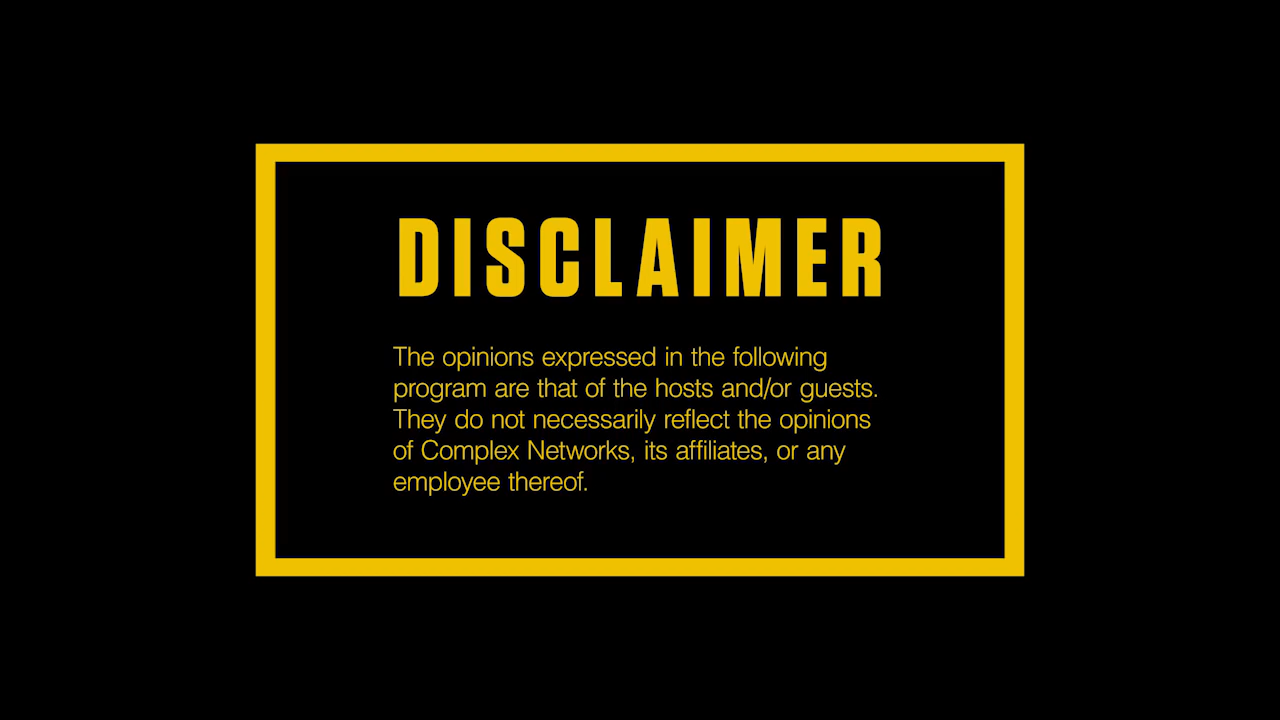 DISCLAIMER
The opinions expressed in the following
program are that of the hosts and/or guests.
They do not necessarily reflect the opinions
of Complex Networks, its affiliates, or any
employee thereof.